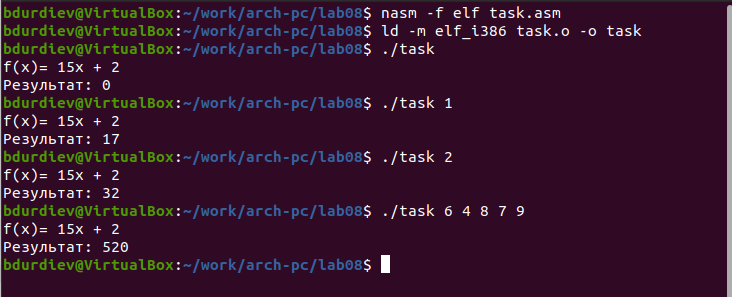 bdurdiev@VirtualBox:~/work/arch-pc/lab08$ nasm -f elf task.asm
bdurdiev@VirtualBox:~/work/arch-pc/lab08$ ld -m elf_i386 task.o -o task
bdurdiev@VirtualBox:~/work/arch-pc/lab08$ ./task
f(x)= 15x + 2
Результат: 0
bdurdiev@VirtualBox:~/work/arch-pc/lab08$ ./task 1
f(x)= 15x + 2
Результат: 17
bdurdiev@VirtualBox:~/work/arch-pc/lab08$ ./task 2
f(x)= 15x + 2
Результат: 32
bdurdiev@VirtualBox:~/work/arch-pc/lab08$ ./task 6 4 8 7 9
f(x)= 15x + 2
Результат: 520
bdurdiev@VirtualBox:~/work/arch-pc/lab08$